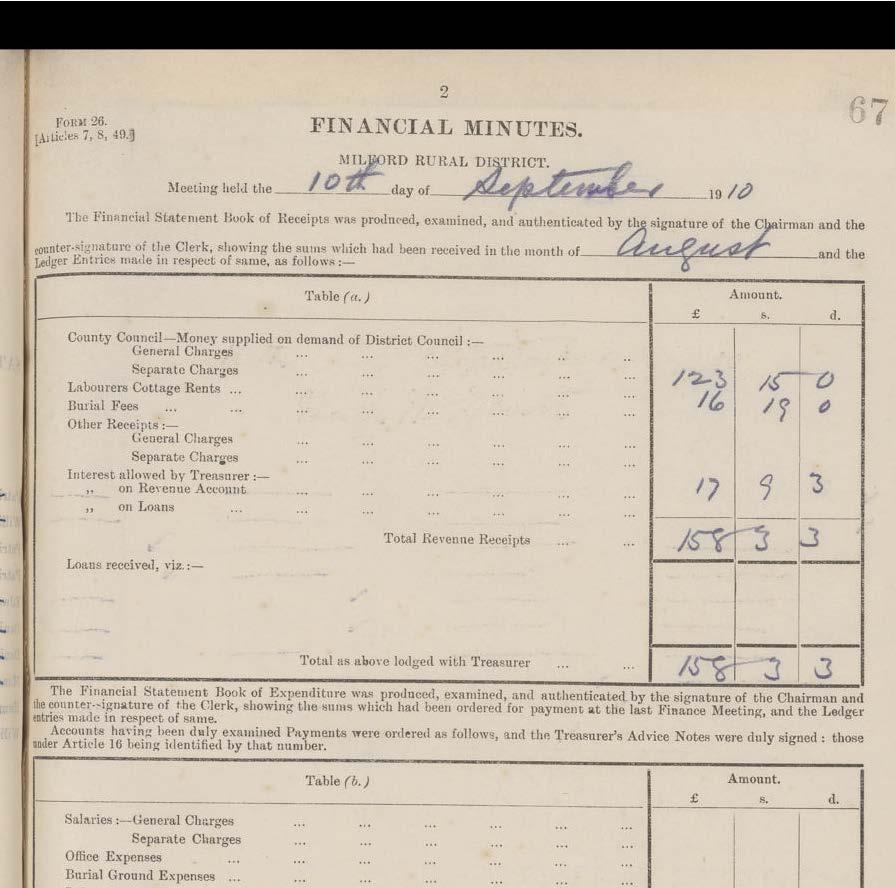 2
67
FORM 26.
[Articles 7, 8, 49.]
FINANCIAL MINUTES.
MILFORD RURAL DISTRICT.
Meeting held the 10th day of September 1910
The Financial Statement Book of Receipts was produced, examined, and authenticated by the signature of the Chairman and the
counter-signature of the Clerk, showing the sums which had been received in the month of August and the
Ledger Entries made in respect of same, as follows :—
Table (a.) Amount.
£ s. d.
County Council—Money supplied on demand of District Council :—
General Charges ... ... ... ... ... ...
Separate Charges ... ... ... ... ... ...
Labourers Cottage Rents ... ... ... ... ... ... ... 123 15 0
Burial Fees ... ... ... ... ... ... ... ... 16 19 0
Other Receipts :—
General Charges ... ... ... ... ... ...
Separate Charges ... ... ... ... ... ...
Interest allowed by Treasurer :—
„ on Revenue Account ... ... ... ... ... ... 17 9 3
„ on Loans ... ... ... ... ... ... ...
Total Revenue Receipts ... ... 158 3 3
Loans received, viz. :—
Total as above lodged with Treasurer ... ... 158 3 3
The Financial Statement Book of Expenditure was produced, examined, and authenticated by the signature of the Chairman and
the counter-signature of the Clerk, showing the sums which had been ordered for payment at the last Finance Meeting, and the Ledger
entries made in respect of same.
Accounts having been duly examined Payments were ordered as follows, and the Treasurer's Advice Notes were duly signed : those
under Article 16 being identified by that number.
Table (b.) Amount.
£ s. d.
Salaries :—General Charges ... ... ... ... ... ...
Separate Charges ... ... ... ... ... ...
Office Expenses ... ... ... ... ... ... ...
Burial Ground Expenses ... ... ... ... ... ... ...